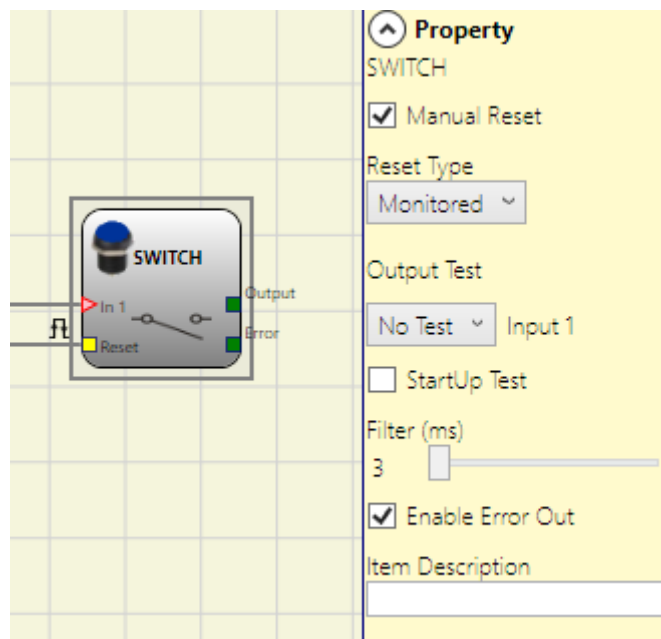 Property
SWITCH
Manual Reset
Reset Type
Monitored
Output Test
No Test Input 1
StartUp Test
Filter (ms)
3
Enable Error Out
Item Description
SWITCH
In 1
Output
Reset
Error